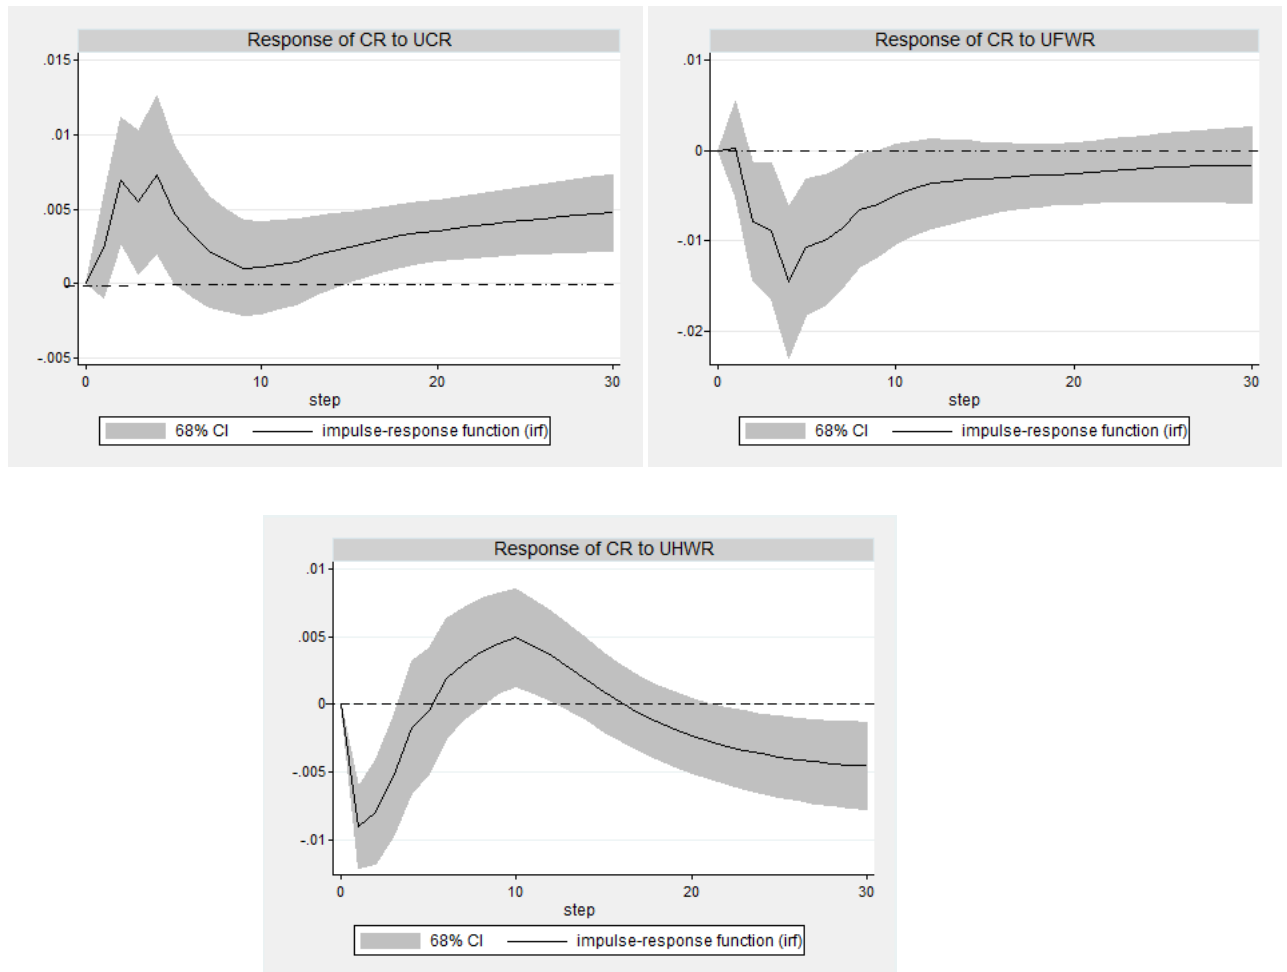 Response of CR to UCR
.015
.01
.005
0
-.005
0 10 20 30
step
68% CI impulse-response function (irf)
Response of CR to UFWR
.01
0
-.01
-.02
0 10 20 30
step
68% CI impulse-response function (irf)
Response of CR to UHWR
.01
.005
0
-.005
-.01
0 10 20 30
step
68% CI impulse-response function (irf)